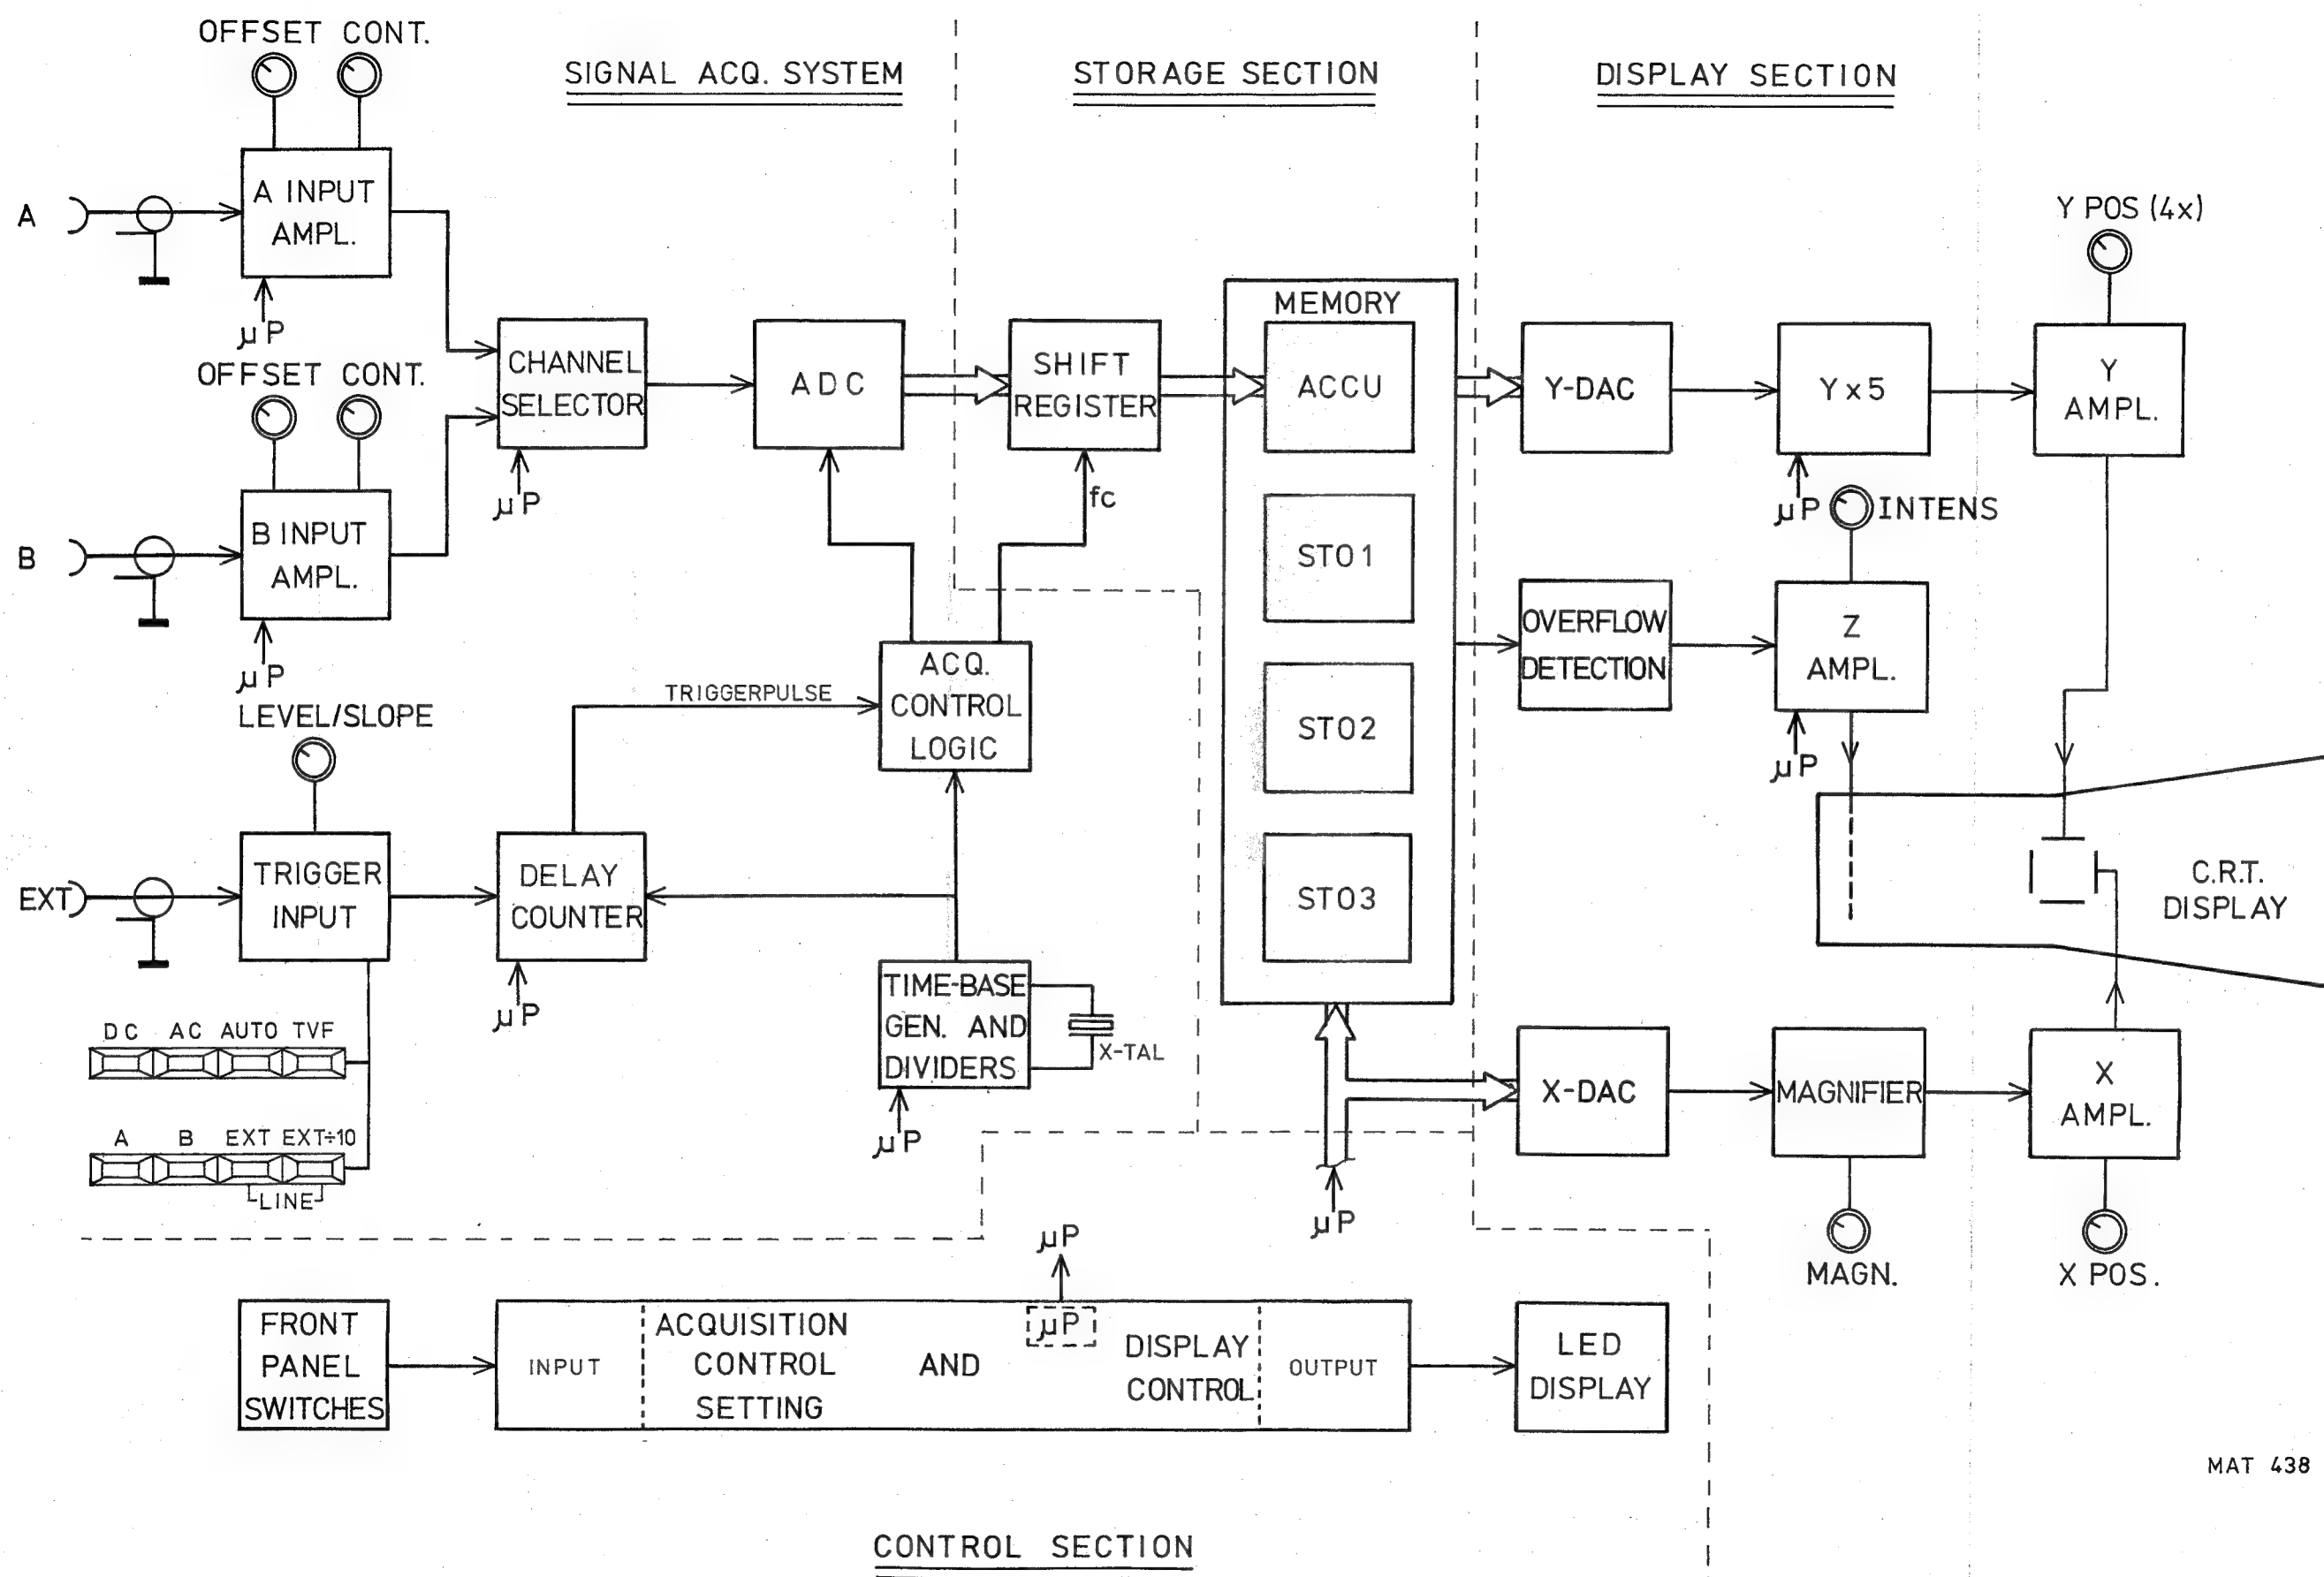 OFFSET CONT.
SIGNAL ACQ. SYSTEM
STORAGE SECTION
DISPLAY SECTION
A
A INPUT
AMPL.
µP
OFFSET CONT.
B
B INPUT
AMPL.
µP
CHANNEL
SELECTOR
µP
ADC
SHIFT
REGISTER
fc
MEMORY
ACCU
STO1
STO2
STO3
Y-DAC
Y x 5
µP
Y POS (4x)
Y
AMPL.
INTENS
OVERFLOW
DETECTION
Z
AMPL.
µP
LEVEL/SLOPE
TRIGGERPULSE
ACQ.
CONTROL
LOGIC
EXT
TRIGGER
INPUT
DELAY
COUNTER
µP
C.R.T.
DISPLAY
DC AC AUTO TVF
A B EXT EXT÷10
LINE
TIME-BASE
GEN. AND
DIVIDERS
X-TAL
µP
µP
X-DAC
MAGNIFIER
MAGN.
X
AMPL.
X POS.
µP
FRONT
PANEL
SWITCHES
INPUT
ACQUISITION
CONTROL
SETTING
AND
µP
DISPLAY
CONTROL
OUTPUT
LED
DISPLAY
MAT 438
CONTROL SECTION